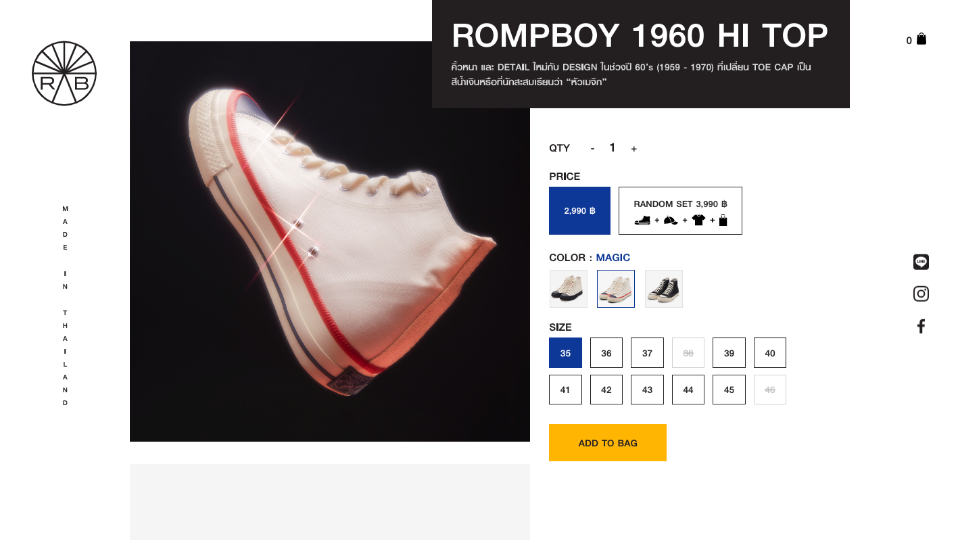 ROMPBOY 1960 HI TOP
คิ้วหนา และ DETAIL ใหม่กับ DESIGN ในช่วงปี 60's (1959 - 1970) ที่เปลี่ยน TOE CAP เป็น
สีน้ำเงินหรือที่นักสะสมเรียนว่า “หัวเมจิก”
0
R B
MADE IN THAILAND
QTY - 1 +
PRICE
2,990 ฿
RANDOM SET 3,990 ฿
+ + +
COLOR : MAGIC
SIZE
35 36 37 38 39 40
41 42 43 44 45 46
ADD TO BAG
LINE